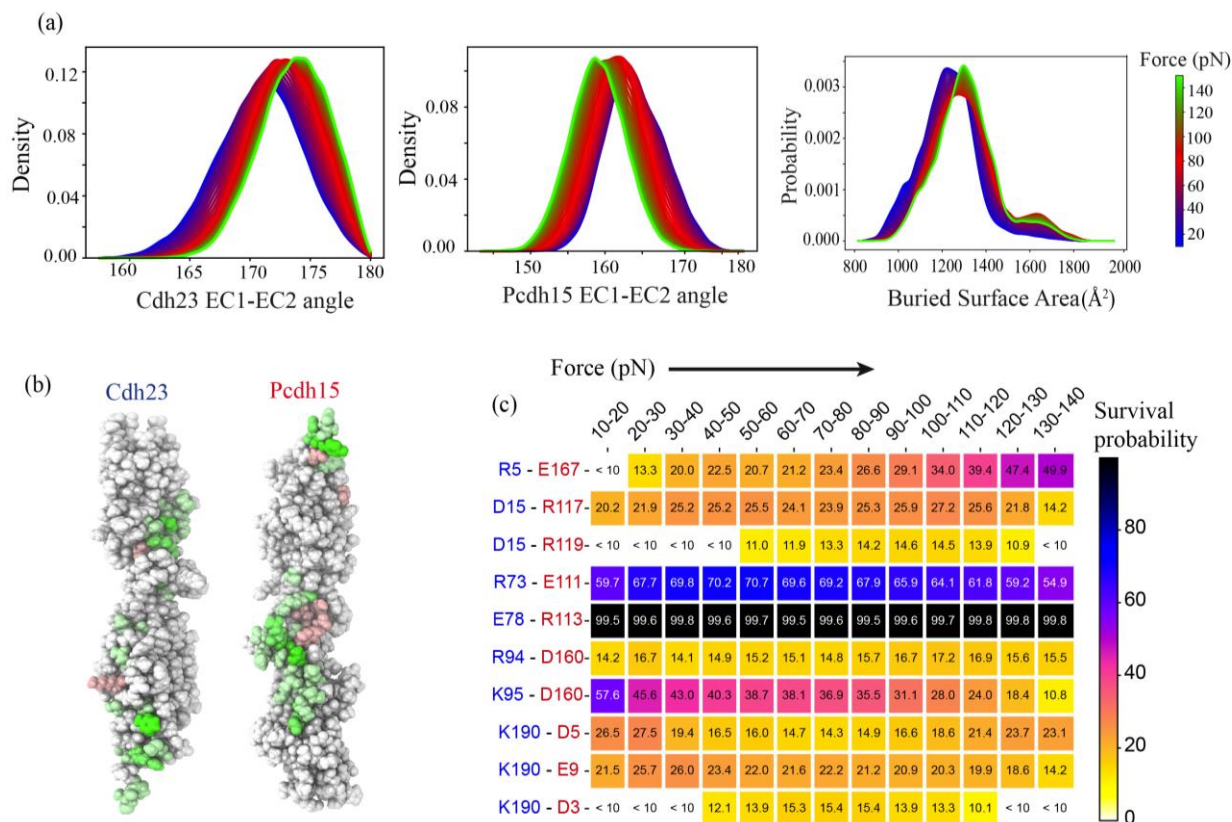 (a)
0.12
0.08
0.04
0.00
Density
160
170
175
180
Cdh23 EC1-EC2 angle
0.08
0.04
0.00
Density
150
160
170
180
Pcdh15 EC1-EC2 angle
0.003
0.002
0.001
0.000
Probability
800
1000
1200
1400
1600
1800
2000
Buried Surface Area(Å²)
Force (pN)
140
120
100
80
60
40
20
(b)
Cdh23
Pcdh15
(c)
Force (pN)
10-20 20-30 30-40 40-50 50-60 60-70 70-80 80-90 90-100 100-110 110-120 120-130 130-140
R5 - E167 < 10 13.3 20.0 22.5 20.7 21.2 23.4 26.6 29.1 34.0 39.4 47.4 49.9
D15 - R117 20.2 21.9 25.2 25.2 25.5 24.1 23.9 25.3 25.9 27.2 25.6 21.8 14.2
D15 - R119 < 10 < 10 < 10 < 10 11.0 11.9 13.3 14.2 14.6 14.5 13.9 10.9 < 10
R73 - E111 59.7 67.7 69.8 70.2 70.7 69.6 69.2 67.9 65.9 64.1 61.8 59.2 54.9
E78 - R113 99.5 99.6 99.8 99.6 99.7 99.5 99.6 99.5 99.6 99.7 99.8 99.8 99.8
R94 - D160 14.2 16.7 14.1 14.9 15.2 15.1 14.8 15.7 16.7 17.2 16.9 15.6 15.5
K95 - D160 57.6 45.6 43.0 40.3 38.7 38.1 36.9 35.5 31.1 28.0 24.0 18.4 10.8
K190 - D5 26.5 27.5 19.4 16.5 16.0 14.7 14.3 14.9 16.6 18.6 21.4 23.7 23.1
K190 - E9 21.5 25.7 26.0 23.4 22.0 21.6 22.2 21.2 20.9 20.3 19.9 18.6 14.2
K190 - D3 < 10 < 10 < 10 12.1 13.9 15.3 15.4 15.4 13.9 13.3 10.1 < 10 < 10
Survival
probability
80
60
40
20
0